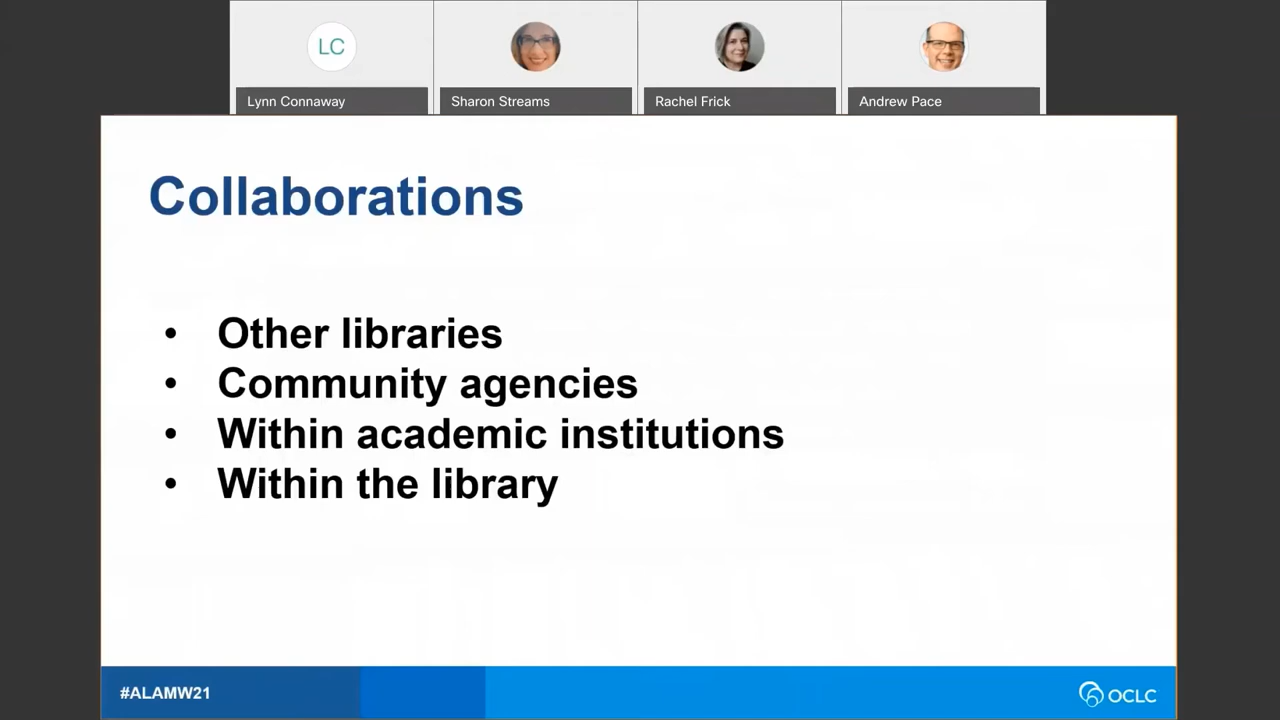 LC
Lynn Connaway
Sharon Streams
Rachel Frick
Andrew Pace
Collaborations
• Other libraries
• Community agencies
• Within academic institutions
• Within the library
#ALAMW21
OCLC